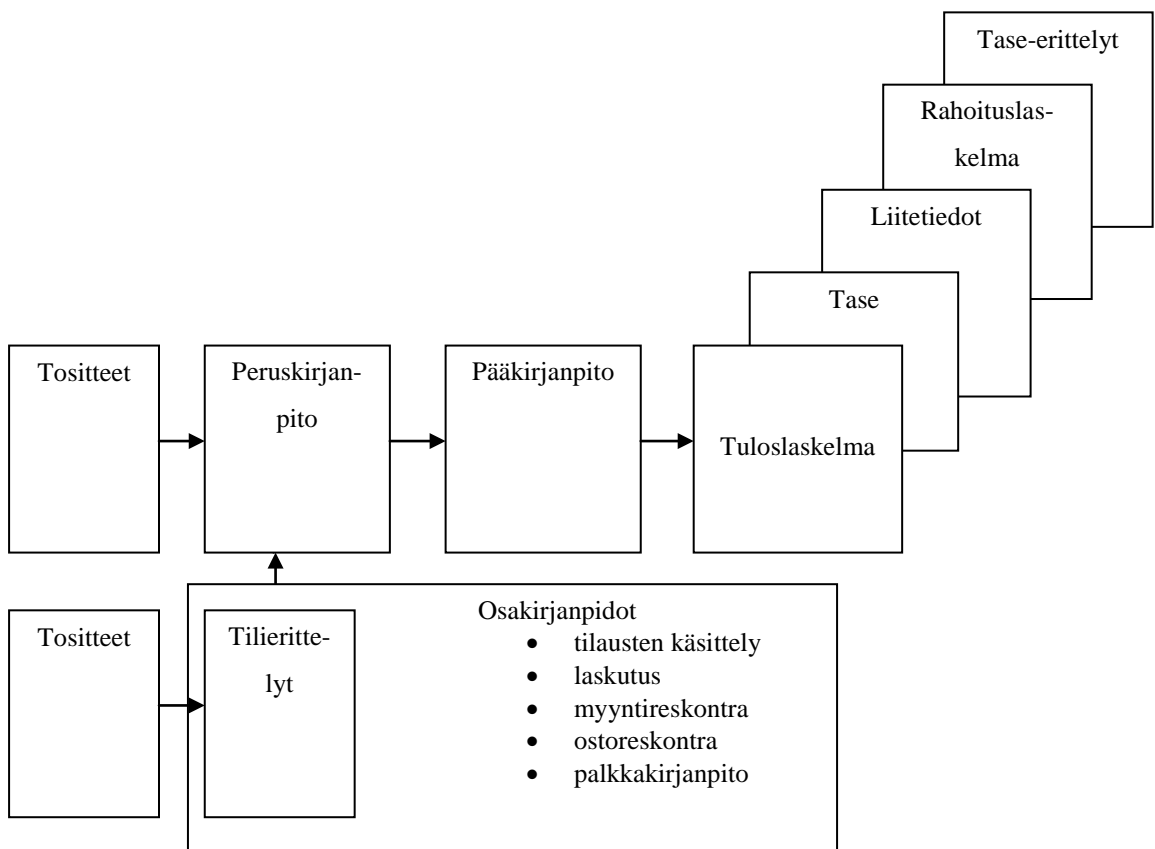 Tase-erittelyt
Rahoituslas-
kelma
Liitetiedot
Tase
Tositteet
Peruskirjan-
pito
Pääkirjanpito
Tuloslaskelma
Tositteet
Tilieritte-
lyt
Osakirjanpidot
• tilausten käsittely
• laskutus
• myyntireskontra
• ostoreskontra
• palkkakirjanpito